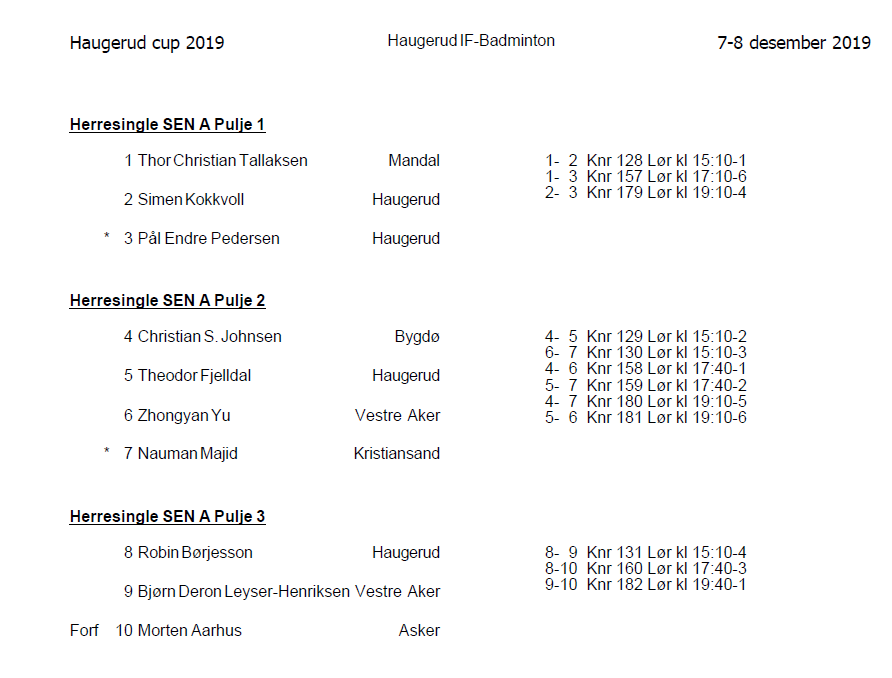 Haugerud cup 2019 Haugerud IF-Badminton 7-8 desember 2019
Herresingle SEN A Pulje 1
1 Thor Christian Tallaksen Mandal 1- 2 Knr 128 Lør kl 15:10-1
1- 3 Knr 157 Lør kl 17:10-6
2 Simen Kokkvoll Haugerud 2- 3 Knr 179 Lør kl 19:10-4
* 3 Pål Endre Pedersen Haugerud
Herresingle SEN A Pulje 2
4 Christian S. Johnsen Bygdø 4- 5 Knr 129 Lør kl 15:10-2
6- 7 Knr 130 Lør kl 15:10-3
4- 6 Knr 158 Lør kl 17:40-1
5 Theodor Fjelldal Haugerud 5- 7 Knr 159 Lør kl 17:40-2
4- 7 Knr 180 Lør kl 19:10-5
6 Zhongyan Yu Vestre Aker 5- 6 Knr 181 Lør kl 19:10-6
* 7 Nauman Majid Kristiansand
Herresingle SEN A Pulje 3
8 Robin Børjesson Haugerud 8- 9 Knr 131 Lør kl 15:10-4
8-10 Knr 160 Lør kl 17:40-3
9 Bjørn Deron Leyser-Henriksen Vestre Aker 9-10 Knr 182 Lør kl 19:40-1
Forf 10 Morten Aarhus Asker